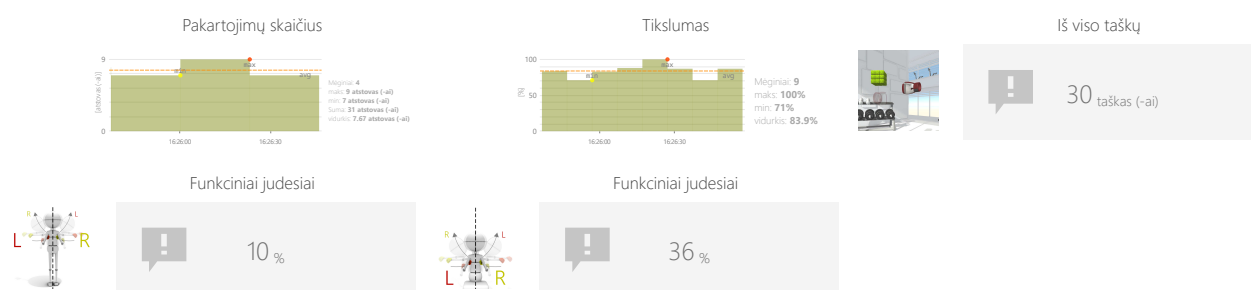 Pakartojimų skaičius
9
0
[atstovas (-ai)]
min
max
avg
16:26:00
16:26:30
Mėginiai: 4
maks: 9 atstovas (-ai)
min: 7 atstovas (-ai)
Suma: 31 atstovas (-ai)
vidurkis: 7.67 atstovas (-ai)
Tikslumas
100
50
0
[%]
min
max
avg
16:26:00
16:26:30
Mėginiai: 9
maks: 100%
min: 71%
vidurkis: 83.9%
Iš viso taškų
30 taškas (-ai)
Funkciniai judesiai
R L
L R
10 %
Funkciniai judesiai
R L
L R
36 %